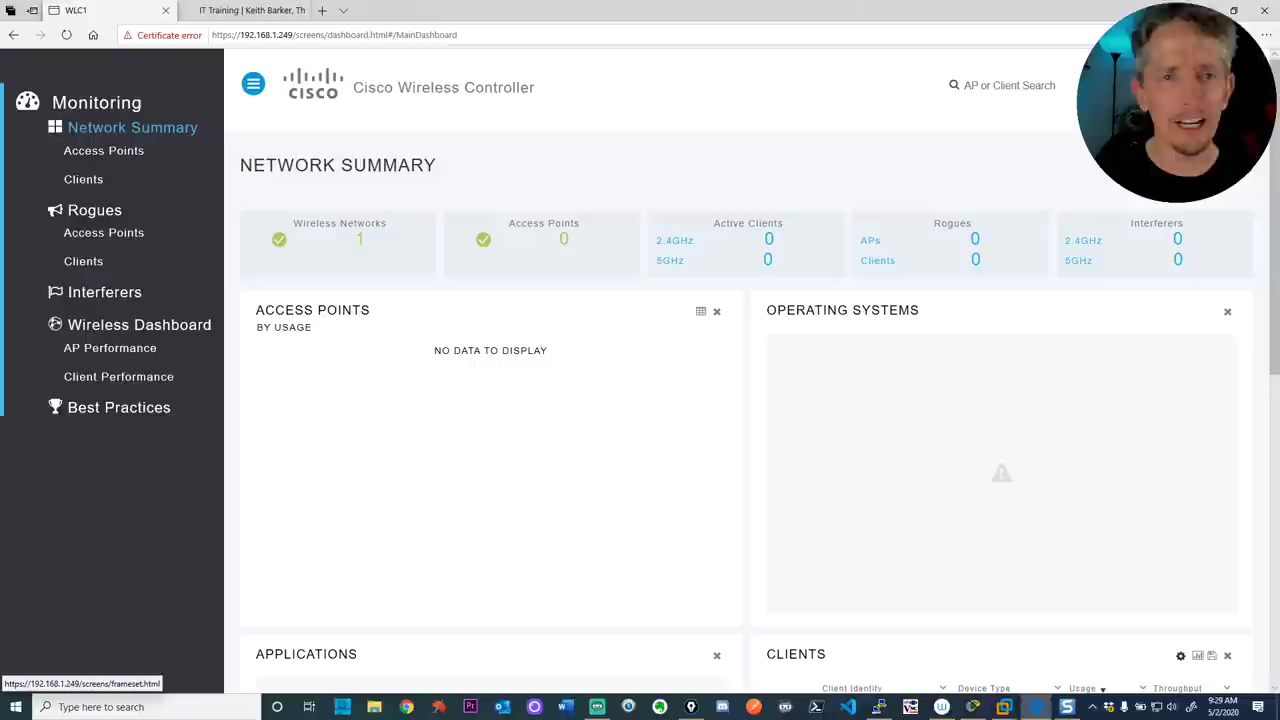 WLC1
IT Training | Keith Barker, Th
Certificate error
https://192.168.1.249/screens/dashboard.html#/MainDashboard
Monitoring
Network Summary
Access Points
Clients
Rogues
Access Points
Clients
Interferers
Wireless Dashboard
AP Performance
Client Performance
Best Practices
CISCO
Cisco Wireless Controller
AP or Client Search
NETWORK SUMMARY
Wireless Networks
1
Access Points
0
Active Clients
2.4GHz 0
5GHz 0
Rogues
APs 0
Clients 0
Interferers
2.4GHz 0
5GHz 0
ACCESS POINTS
BY USAGE
NO DATA TO DISPLAY
OPERATING SYSTEMS
APPLICATIONS
CLIENTS
Client Identity Device Type Usage Throughput
https://192.168.1.249/screens/frameset.html
Type here to search
9:29 AM
5/2/2020